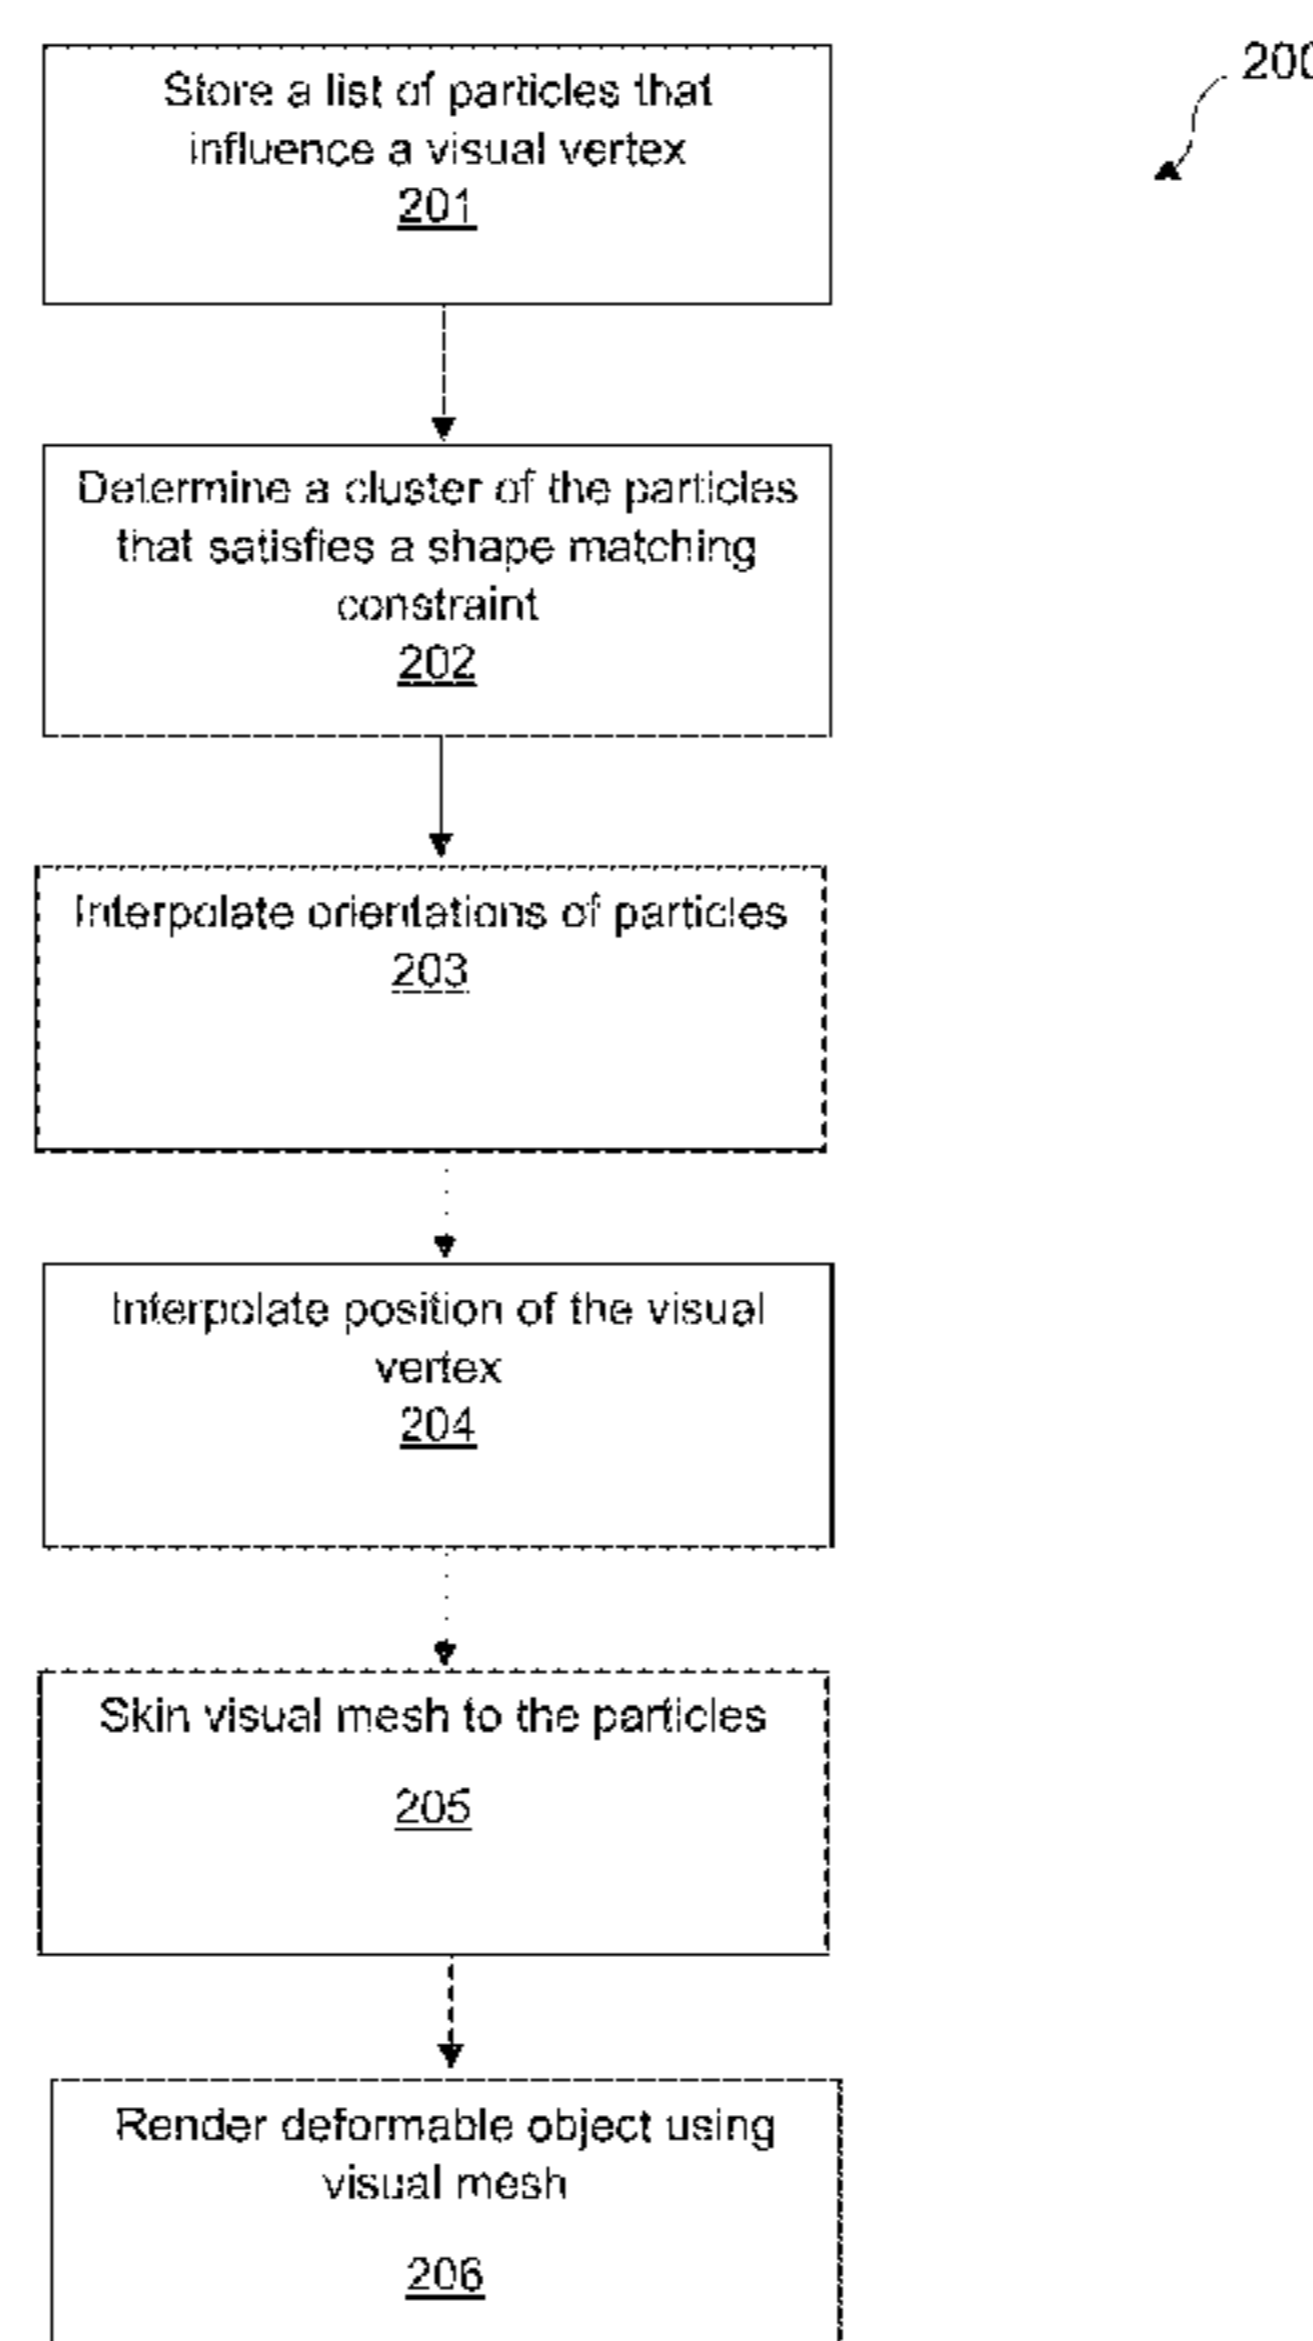 200
Store a list of particles that
influence a visual vertex
201
Determine a cluster of the particles
that satisfies a shape matching
constraint
202
Interpolate orientations of particles
203
Interpolate position of the visual
vertex
204
Skin visual mesh to the particles
205
Render deformable object using
visual mesh
206